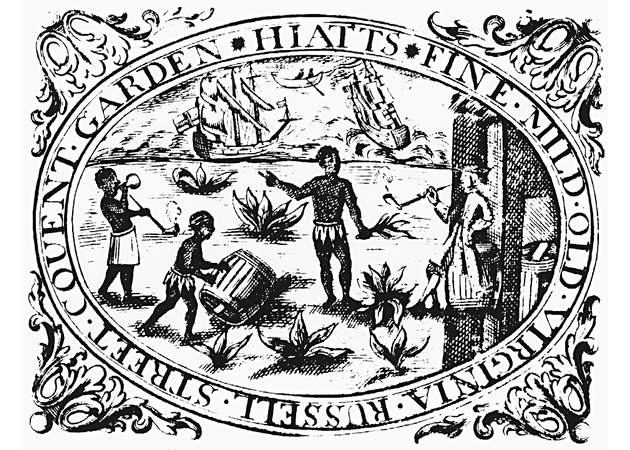 HIATTS * FINE · MILD · OLD · VIRGINIA · RUSSELL · STREET · COUENT · GARDEN *